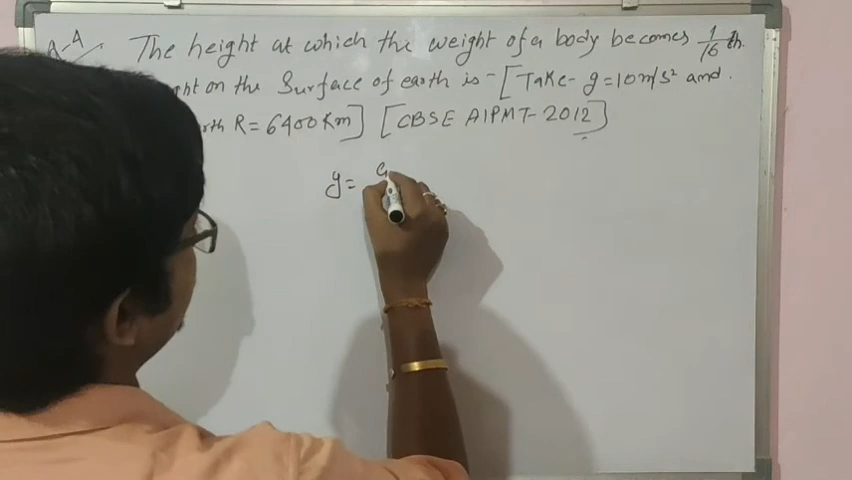 Q-A The height at which the weight of a body becomes 1/16 th
on the Surface of earth is - [Take - g=10m/s² and.
R = 6400 Km] [CBSE AIPMT- 2012]
g =